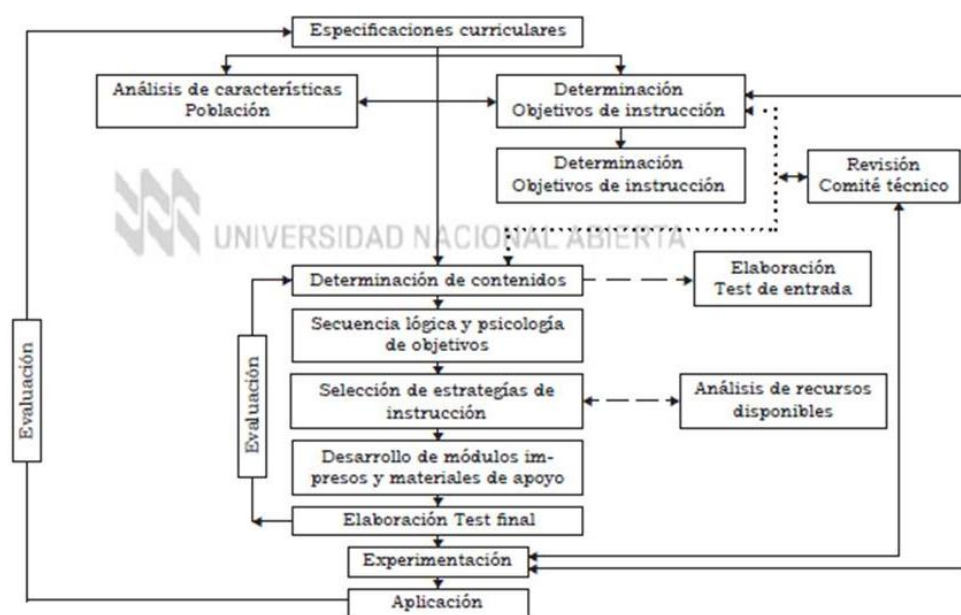 Especificaciones curriculares
Análisis de características
Población
Determinación
Objetivos de instrucción
Determinación
Objetivos de instrucción
Revisión
Comité técnico
UNIVERSIDAD NACIONAL ABIERTA
Determinación de contenidos
Elaboración
Test de entrada
Secuencia lógica y psicología
de objetivos
Evaluación
Evaluación
Selección de estrategías de
instrucción
Análisis de recursos
disponibles
Desarrollo de módulos im-
presos y materiales de apoyo
Elaboración Test final
Experimentación
Aplicación